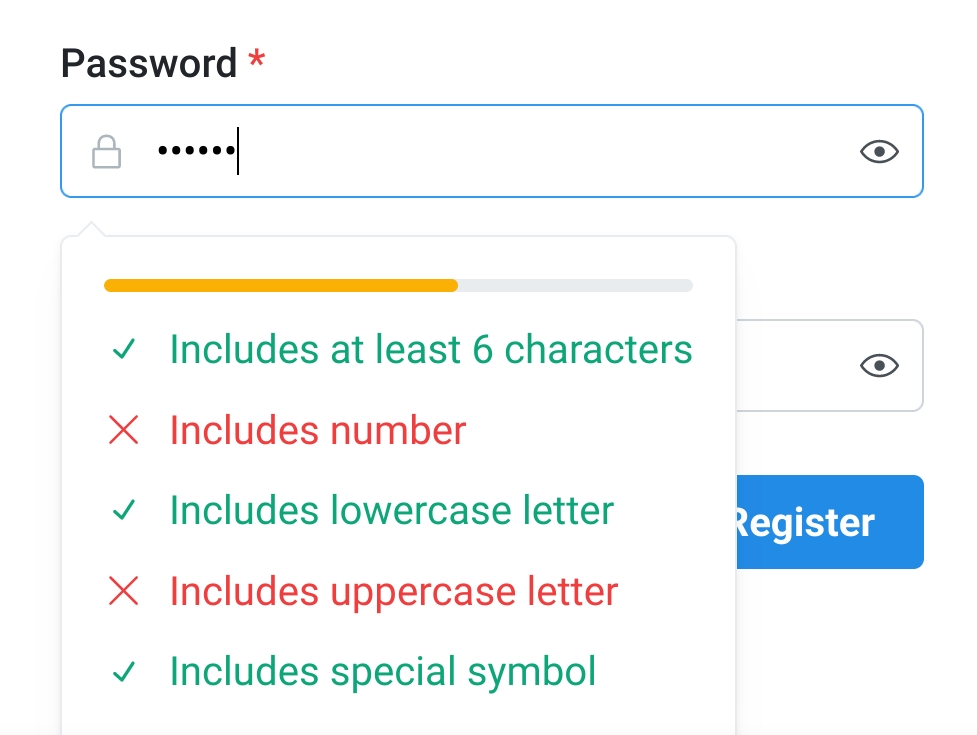 Password *
••••••
Includes at least 6 characters
Includes number
Includes lowercase letter
Register
Includes uppercase letter
Includes special symbol